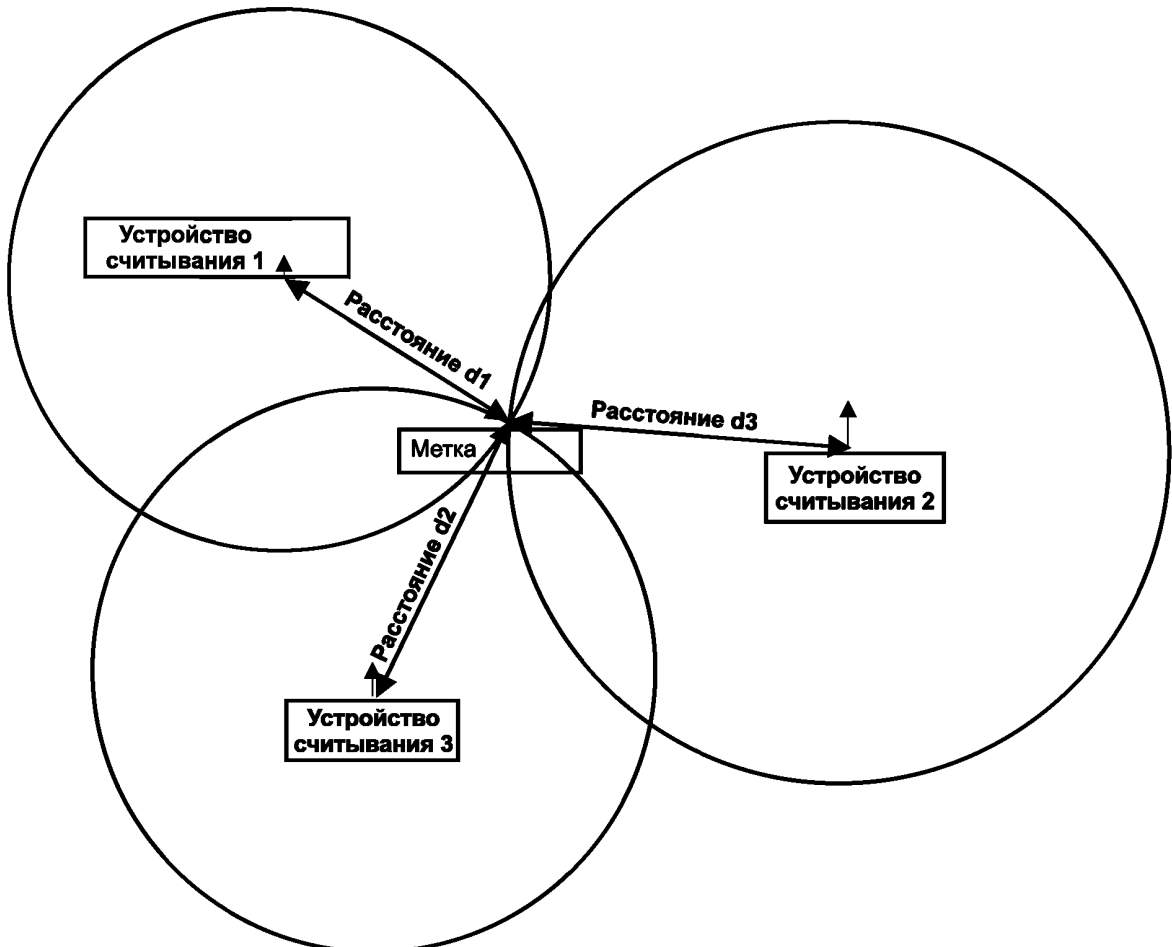 Устройство
считывания 1
Расстояние d1
Расстояние d3
Метка
Устройство
считывания 2
Расстояние d2
Устройство
считывания 3